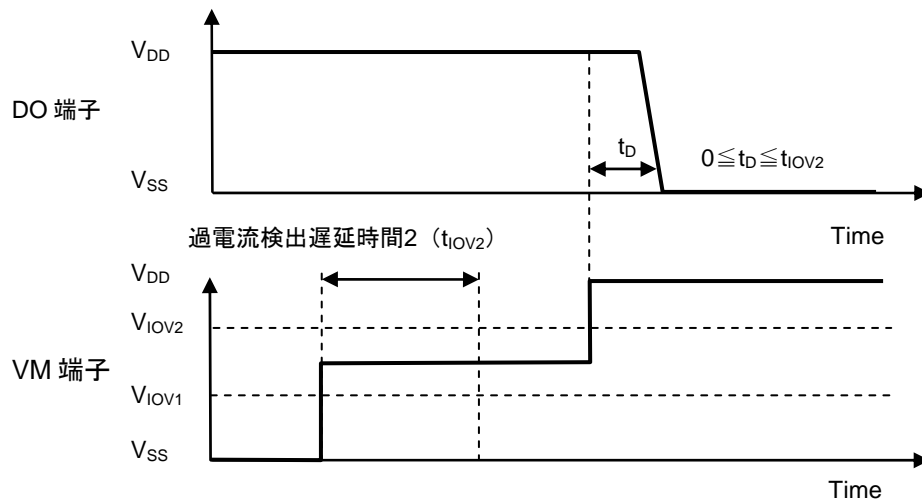 VDD
DO 端子
tD
0≦tD≦tIOV2
VSS
Time
過電流検出遅延時間2（tIOV2）
VDD
VIOV2
VM 端子
VIOV1
VSS
Time